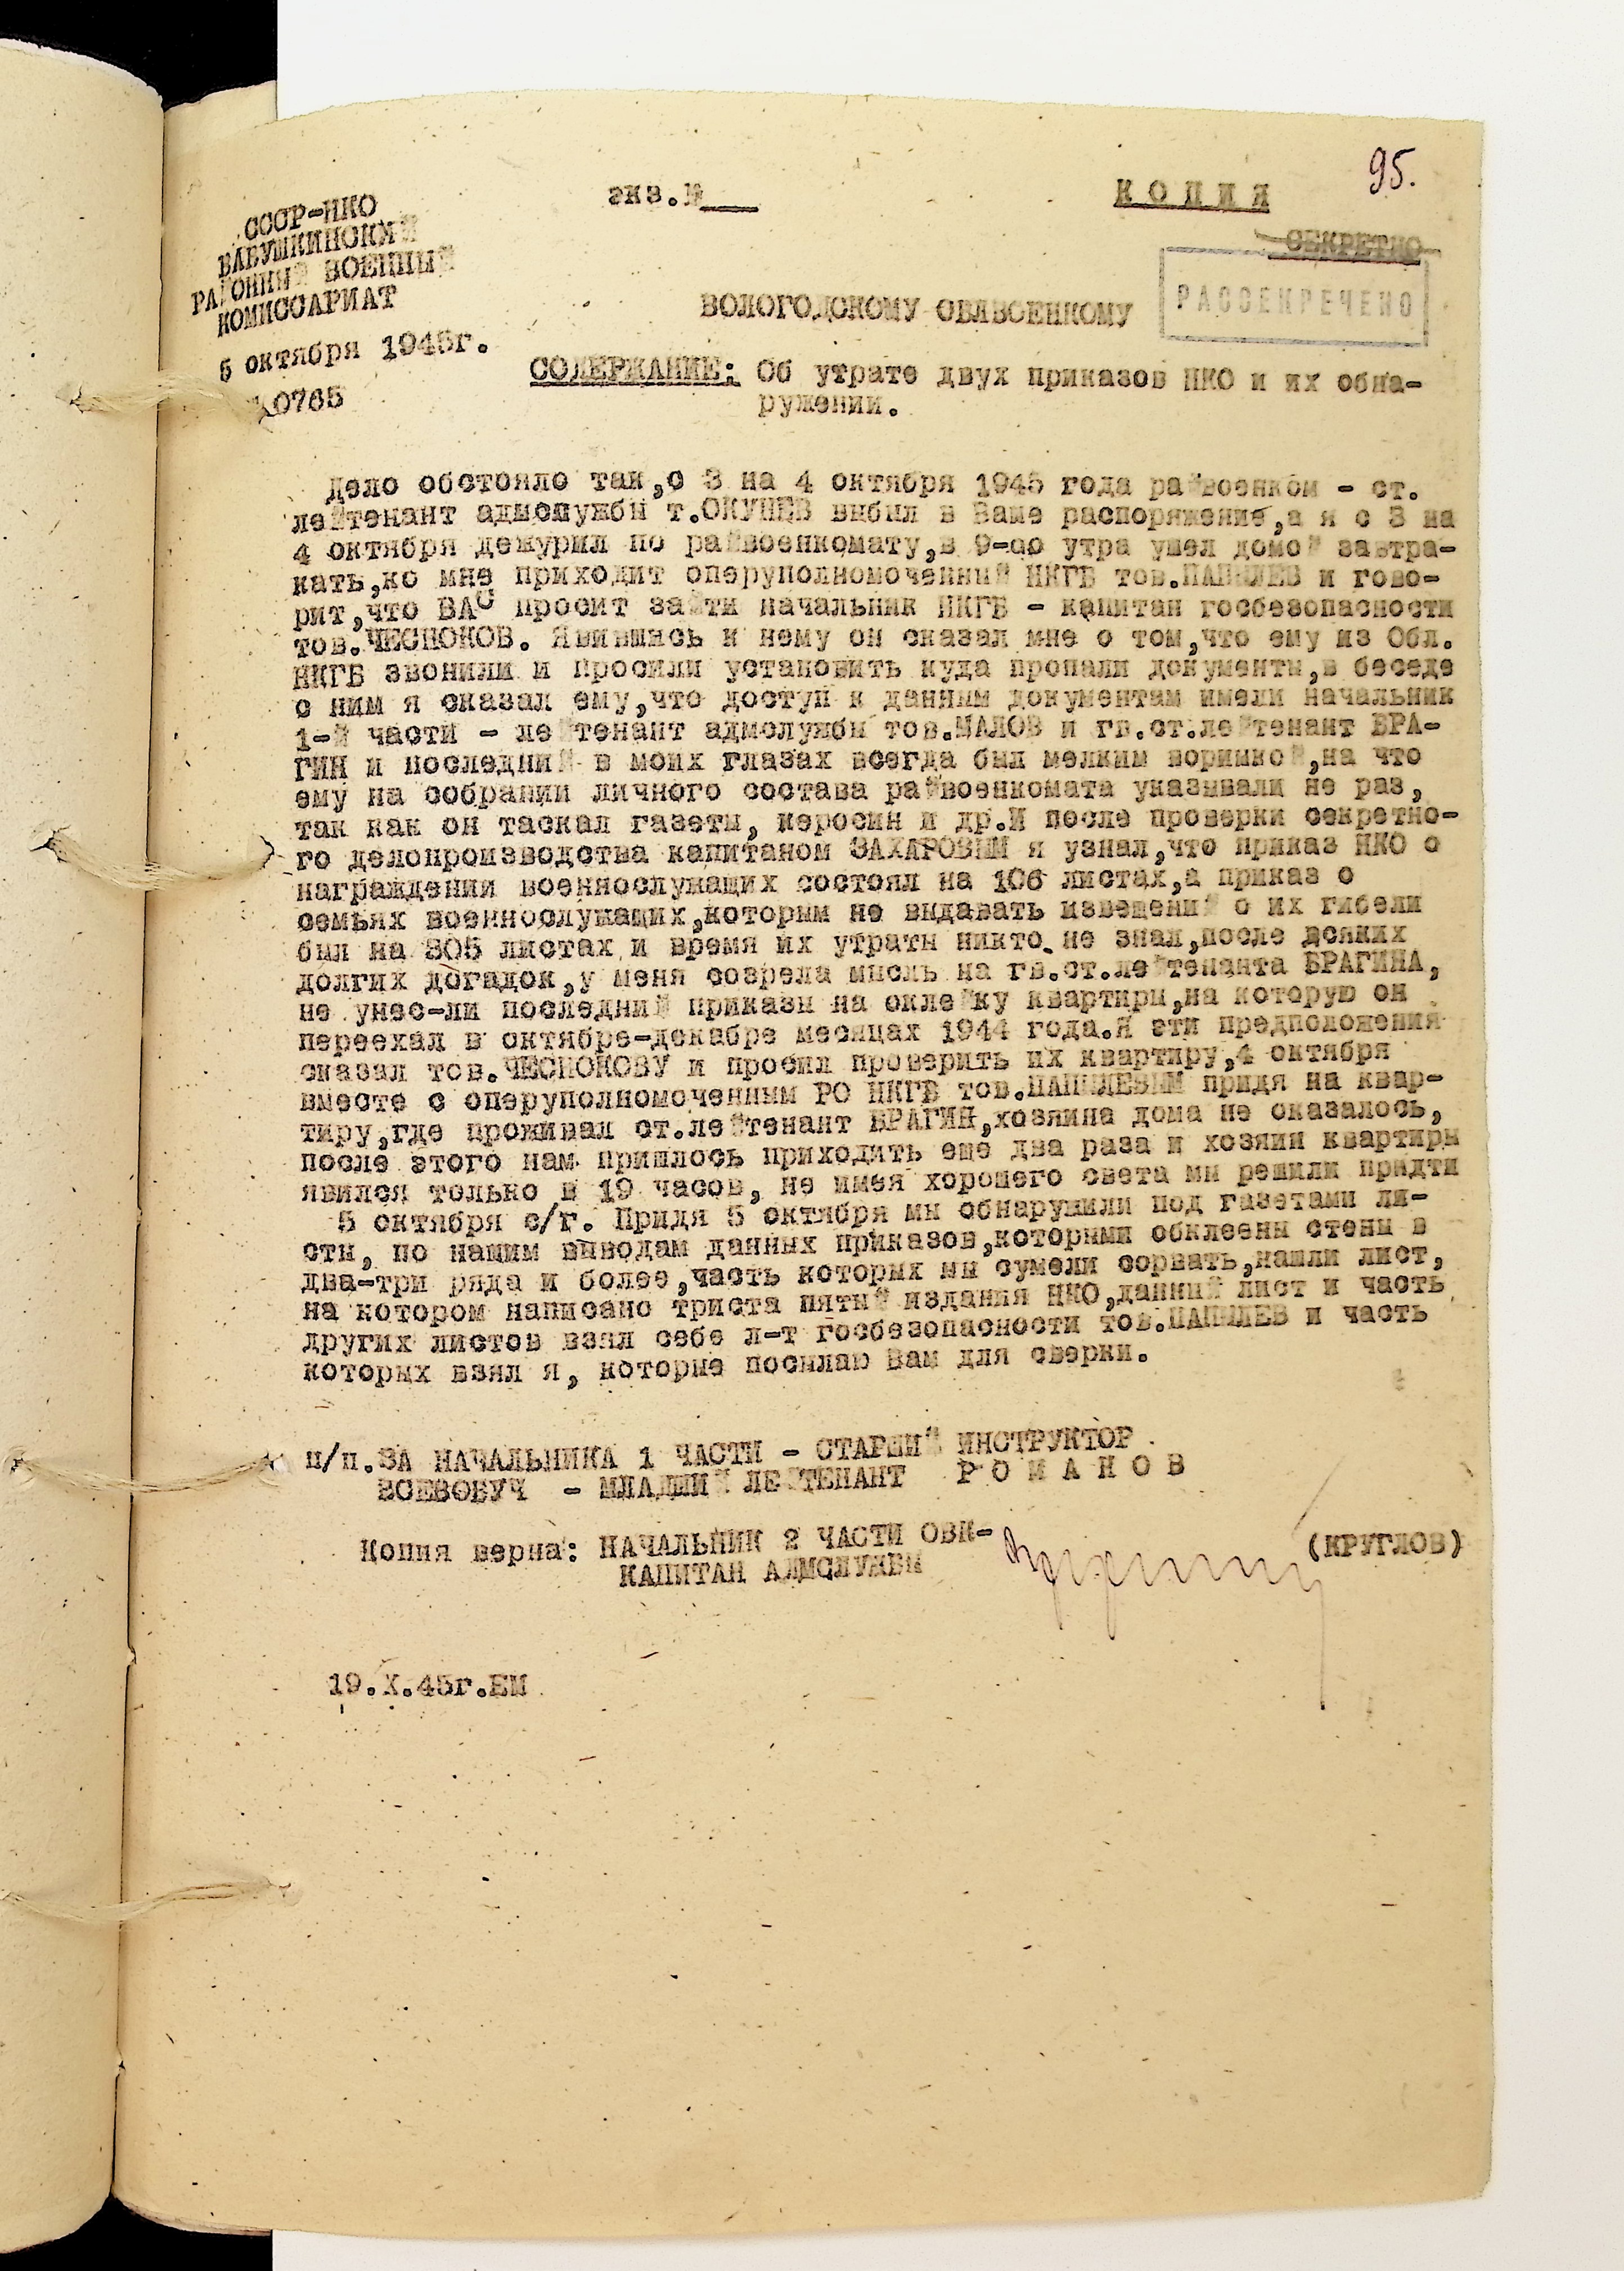 95.
экз.№
КОПИЯ
СЕКРЕТНО
РАССЕКРЕЧЕНО
СССР-НКО
БАБУШКИНСКИЙ
РАЙОННЫЙ ВОЕННЫЙ
КОМИССАРИАТ
5 октября 1945г.
0765
ВОЛОГОДСКОМУ ОБЛВОЕНКОМУ
СОДЕРЖАНИЕ: Об утрате двух приказов НКО и их обна-
ружении.
Дело обстояло так,с 3 на 4 октября 1945 года райвоенком - ст.
лейтенант адмслужбы т.ОКУНЕВ выбыл в Ваше распоряжение,а я с 3 на
4 октября дежурил по райвоенкомату,в 9-ро утра ушел домой завтра-
кать,ко мне приходит оперуполномоченный НКГБ тов. и гово-
рит,что ВАС просит зайти начальник НКГБ - капитан госбезопасности
тов.ЧЕСНОКОВ. Явившись к нему он сказал мне о том,что ему из Обл.
НКГБ звонили и просили установить куда пропали документы,в беседе
с ним я сказал ему,что доступ к данным документам имели начальник
1-й части - лейтенант адмслужбы тов.МАЛОВ и гв.ст.лейтенант БРА-
ГИН и последний в моих глазах всегда был мелким воришкой,на что
ему на собрании личного состава райвоенкомата указывали не раз,
так как он таскал газеты, керосин и др.И после проверки секретно-
го делопроизводства капитаном ЗАХАРОВЫМ я узнал,что приказ НКО о
награждении военнослужащих состоял на 106 листах,а приказ о
семьях военнослужащих,которым не выдавать извещений о их гибели
был на 305 листах и время их утраты никто не знал,после всяких
долгих догадок,у меня созрела мысль на гв.ст.лейтенанта БРАГИНА,
не унес-ли последний приказы на оклейку квартиры,на которую он
переехал в октябре-декабре месяцах 1944 года.Я эти предположения
сказал тов.ЧЕСНОКОВУ и просил проверить их квартиру,4 октября
вместе с оперуполномоченным РО НКГБ тов. придя на квар-
тиру,где проживал ст.лейтенант БРАГИН,хозяина дома не оказалось,
после этого нам пришлось приходить еще два раза и хозяин квартиры
явился только в 19 часов, не имея хорошего света мы решили придти
5 октября с/г. Придя 5 октября мы обнаружили под газетами ли-
сты, по нашим выводам данных приказов,которыми обклеены стены в
два-три ряда и более,часть которых мы сумели сорвать,нашли лист,
на котором написано триста пятый издания НКО,данный лист и часть
других листов взял себе л-т госбезопасности тов. и часть
которых взял я, которые посылаю Вам для сверки.
п/п.ЗА НАЧАЛЬНИКА 1 ЧАСТИ - СТАРШИЙ ИНСТРУКТОР
ВСЕВОБУЧ - МЛАДШИЙ ЛЕЙТЕНАНТ РОМАНОВ
Копия верна: НАЧАЛЬНИК 2 ЧАСТИ ОВК-
КАПИТАН АДМСЛУЖБЫ
(КРУГЛОВ)
19.X.45г.ЕМ